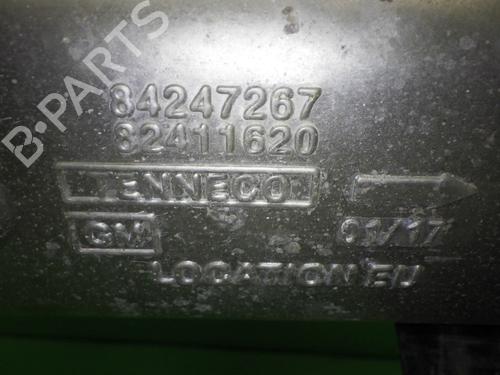 B-PARTS
84247267
82411620
TENNECO
GM 01/17
LOCATION EU